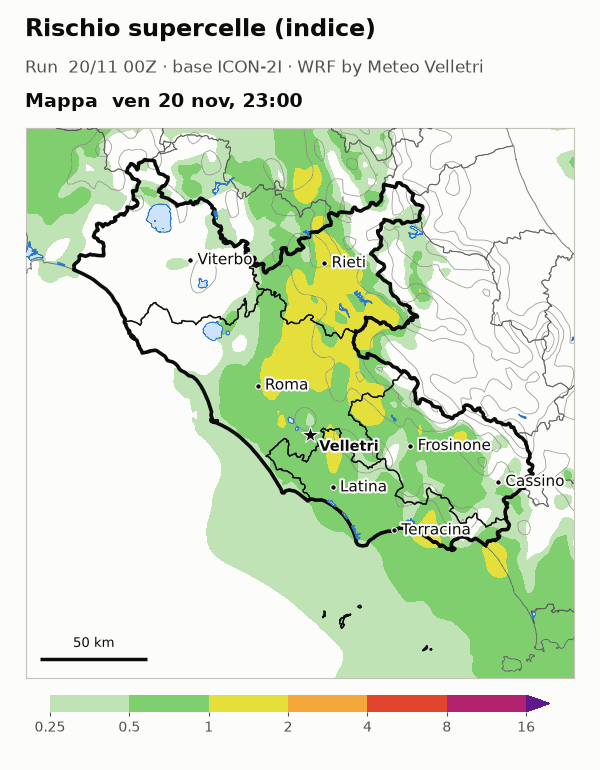 Rischio supercelle (indice)
Run  20/11 00Z · base ICON-2I · WRF by Meteo Velletri
Mappa  ven 20 nov, 23:00
Viterbo
Rieti
Roma
Velletri
Frosinone
Cassino
Latina
Terracina
50 km
0.25 0.5 1 2 4 8 16